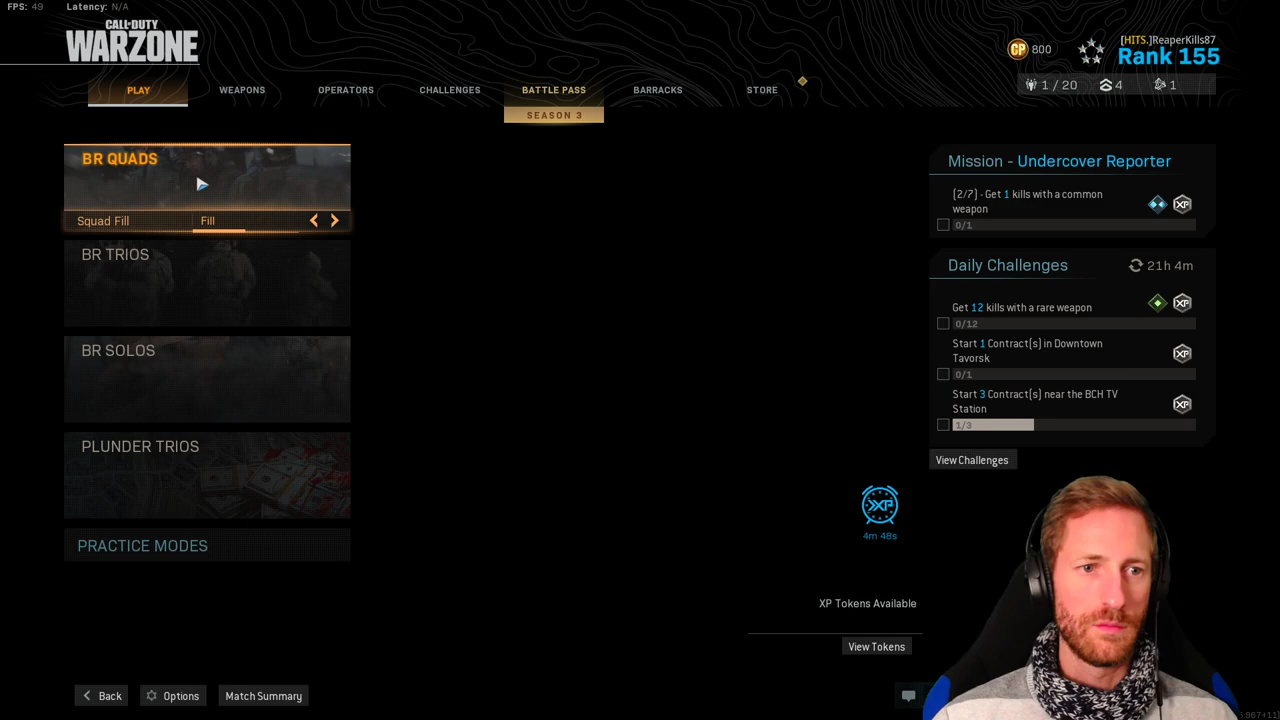 FPS: 49 Latency: N/A
CALL OF DUTY
WARZONE
CP 800
[HITS.]ReaperKills87
Rank 155
1 / 20 4 1
PLAY WEAPONS OPERATORS CHALLENGES BATTLE PASS BARRACKS STORE
SEASON 3
BR QUADS
Squad Fill Fill
BR TRIOS
BR SOLOS
PLUNDER TRIOS
PRACTICE MODES
Mission - Undercover Reporter
(2/7) - Get 1 kills with a common
weapon
XP
0/1
Daily Challenges 21h 4m
Get 12 kills with a rare weapon
XP
0/12
Start 1 Contract(s) in Downtown
Tavorsk
XP
0/1
Start 3 Contract(s) near the BCH TV
Station
XP
1/3
View Challenges
XP
4m 48s
XP Tokens Available
View Tokens
Back Options Match Summary